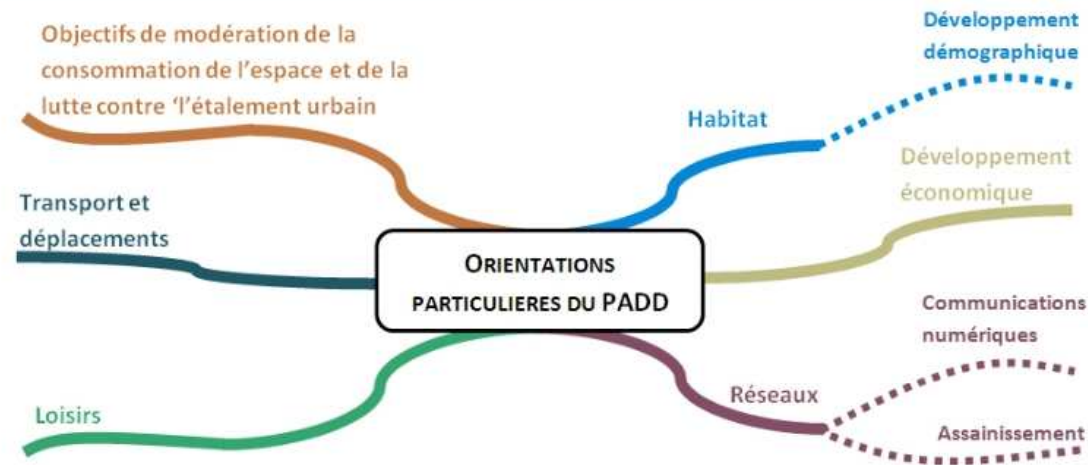 Objectifs de modération de la
consommation de l'espace et de la
lutte contre 'l'étalement urbain
Transport et
déplacements
Loisirs
ORIENTATIONS
PARTICULIERES DU PADD
Développement
démographique
Habitat
Développement
économique
Communications
numériques
Réseaux
Assainissement